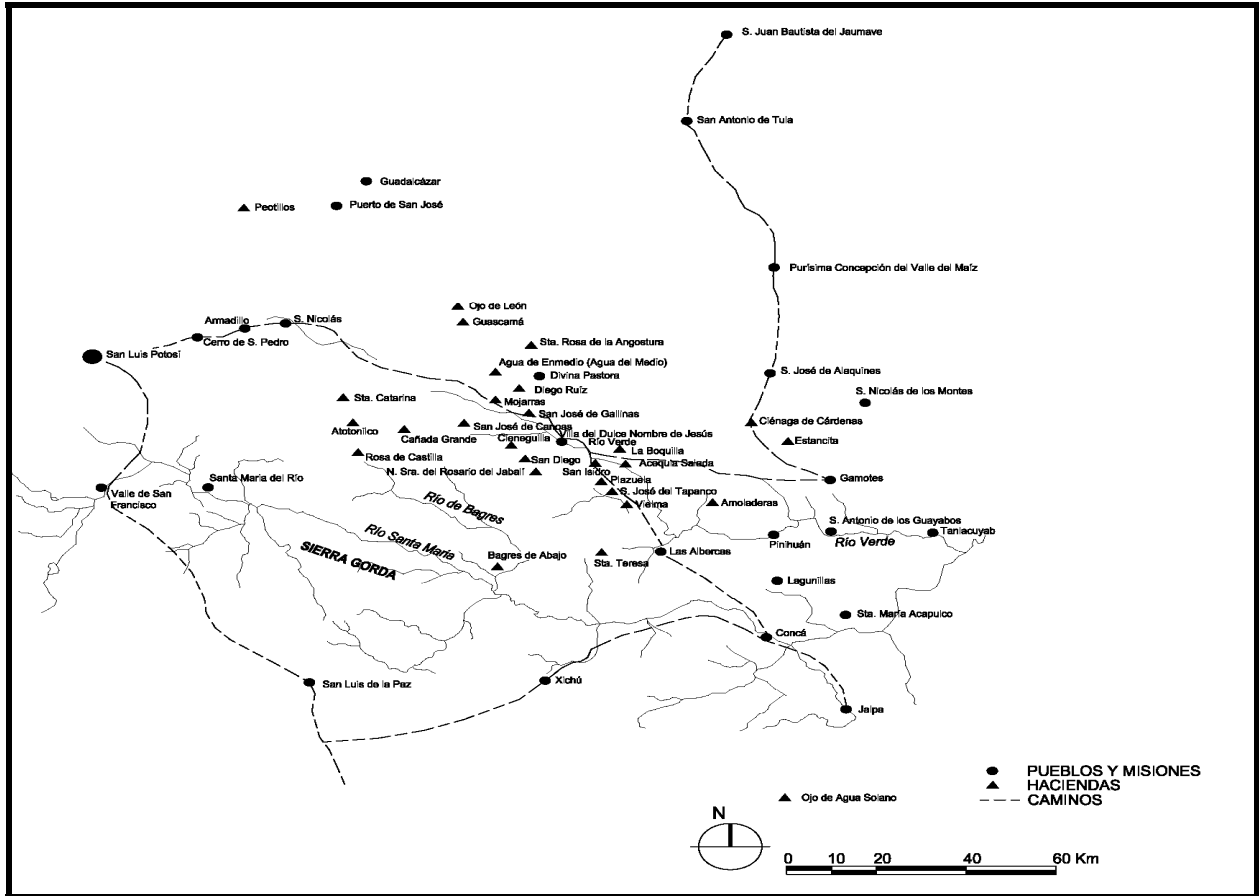 S. Juan Bautista del Jaumave
San Antonio de Tula
Guadalcázar
Peotillos
Puerto de San José
Purísima Concepción del Valle del Maíz
Ojo de León
Guascamá
Armadillo
S. Nicolás
Cerro de S. Pedro
San Luis Potosí
Sta. Rosa de la Angostura
Agua de Enmedio (Agua del Medio)
Divina Pastora
Diego Ruíz
S. José de Alaquines
S. Nicolás de los Montes
Sta. Catarina
Mojarras
San José de Gallinas
Atotonilco
Cañada Grande
San José de Canoas
Villa del Dulce Nombre de Jesús
Cieneguilla
Río Verde
Ciénaga de Cárdenas
Estancita
La Boquilla
Rosa de Castilla
San Diego
Acequia Salada
N. Sra. del Rosario del Jabalí
San Isidro
Gamotes
Santa María del Río
Plazuela
Valle de San
Francisco
S. José del Tapanco
Río de Bagres
Vielma
Amoladeras
S. Antonio de los Guayabos
Tanlacuyab
Río Santa María
Pinihuán
Río Verde
SIERRA GORDA
Bagres de Abajo
Sta. Teresa
Las Albercas
Lagunillas
Sta. María Acapulco
Concá
San Luis de la Paz
Xichú
Jalpa
PUEBLOS Y MISIONES
HACIENDAS
CAMINOS
Ojo de Agua Solano
N
0 10 20 40 60 Km